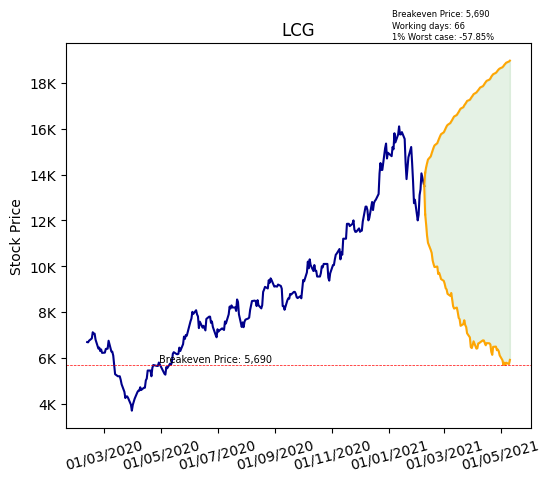 Breakeven Price: 5,690
Working days: 66
1% Worst case: -57.85%
LCG
Stock Price
18K
16K
14K
12K
10K
8K
6K
4K
Breakeven Price: 5,690
01/03/2020
01/05/2020
01/07/2020
01/09/2020
01/11/2020
01/01/2021
01/03/2021
01/05/2021